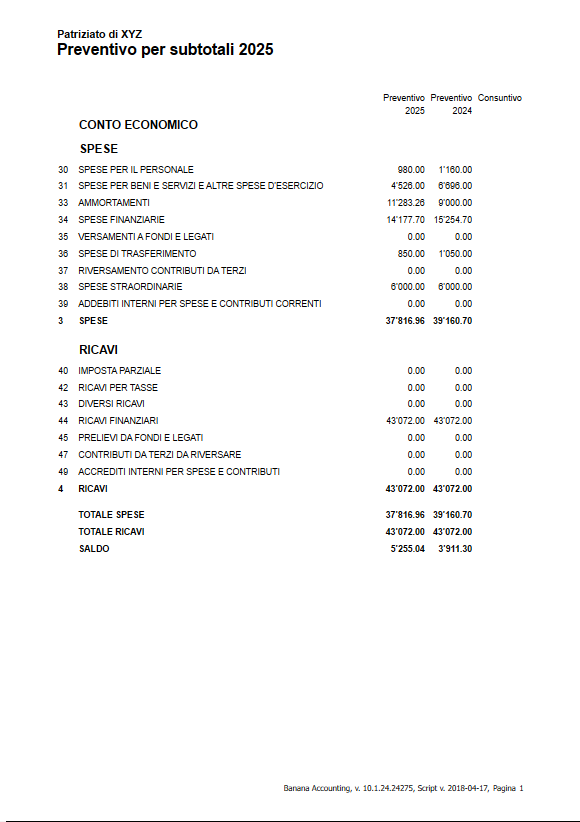 Patriziato di XYZ
Preventivo per subtotali 2025
Preventivo Preventivo Consuntivo
2025 2024
CONTO ECONOMICO
SPESE
30 SPESE PER IL PERSONALE 980.00 1'160.00
31 SPESE PER BENI E SERVIZI E ALTRE SPESE D'ESERCIZIO 4'526.00 6'696.00
33 AMMORTAMENTI 11'283.26 9'000.00
34 SPESE FINANZIARIE 14'177.70 15'254.70
35 VERSAMENTI A FONDI E LEGATI 0.00 0.00
36 SPESE DI TRASFERIMENTO 850.00 1'050.00
37 RIVERSAMENTO CONTRIBUTI DA TERZI 0.00 0.00
38 SPESE STRAORDINARIE 6'000.00 6'000.00
39 ADDEBITI INTERNI PER SPESE E CONTRIBUTI CORRENTI 0.00 0.00
3 SPESE 37'816.96 39'160.70
RICAVI
40 IMPOSTA PARZIALE 0.00 0.00
42 RICAVI PER TASSE 0.00 0.00
43 DIVERSI RICAVI 0.00 0.00
44 RICAVI FINANZIARI 43'072.00 43'072.00
45 PRELIEVI DA FONDI E LEGATI 0.00 0.00
47 CONTRIBUTI DA TERZI DA RIVERSARE 0.00 0.00
49 ACCREDITI INTERNI PER SPESE E CONTRIBUTI 0.00 0.00
4 RICAVI 43'072.00 43'072.00
TOTALE SPESE 37'816.96 39'160.70
TOTALE RICAVI 43'072.00 43'072.00
SALDO 5'255.04 3'911.30
Banana Accounting, v. 10.1.24.24275, Script v. 2018-04-17, Pagina 1